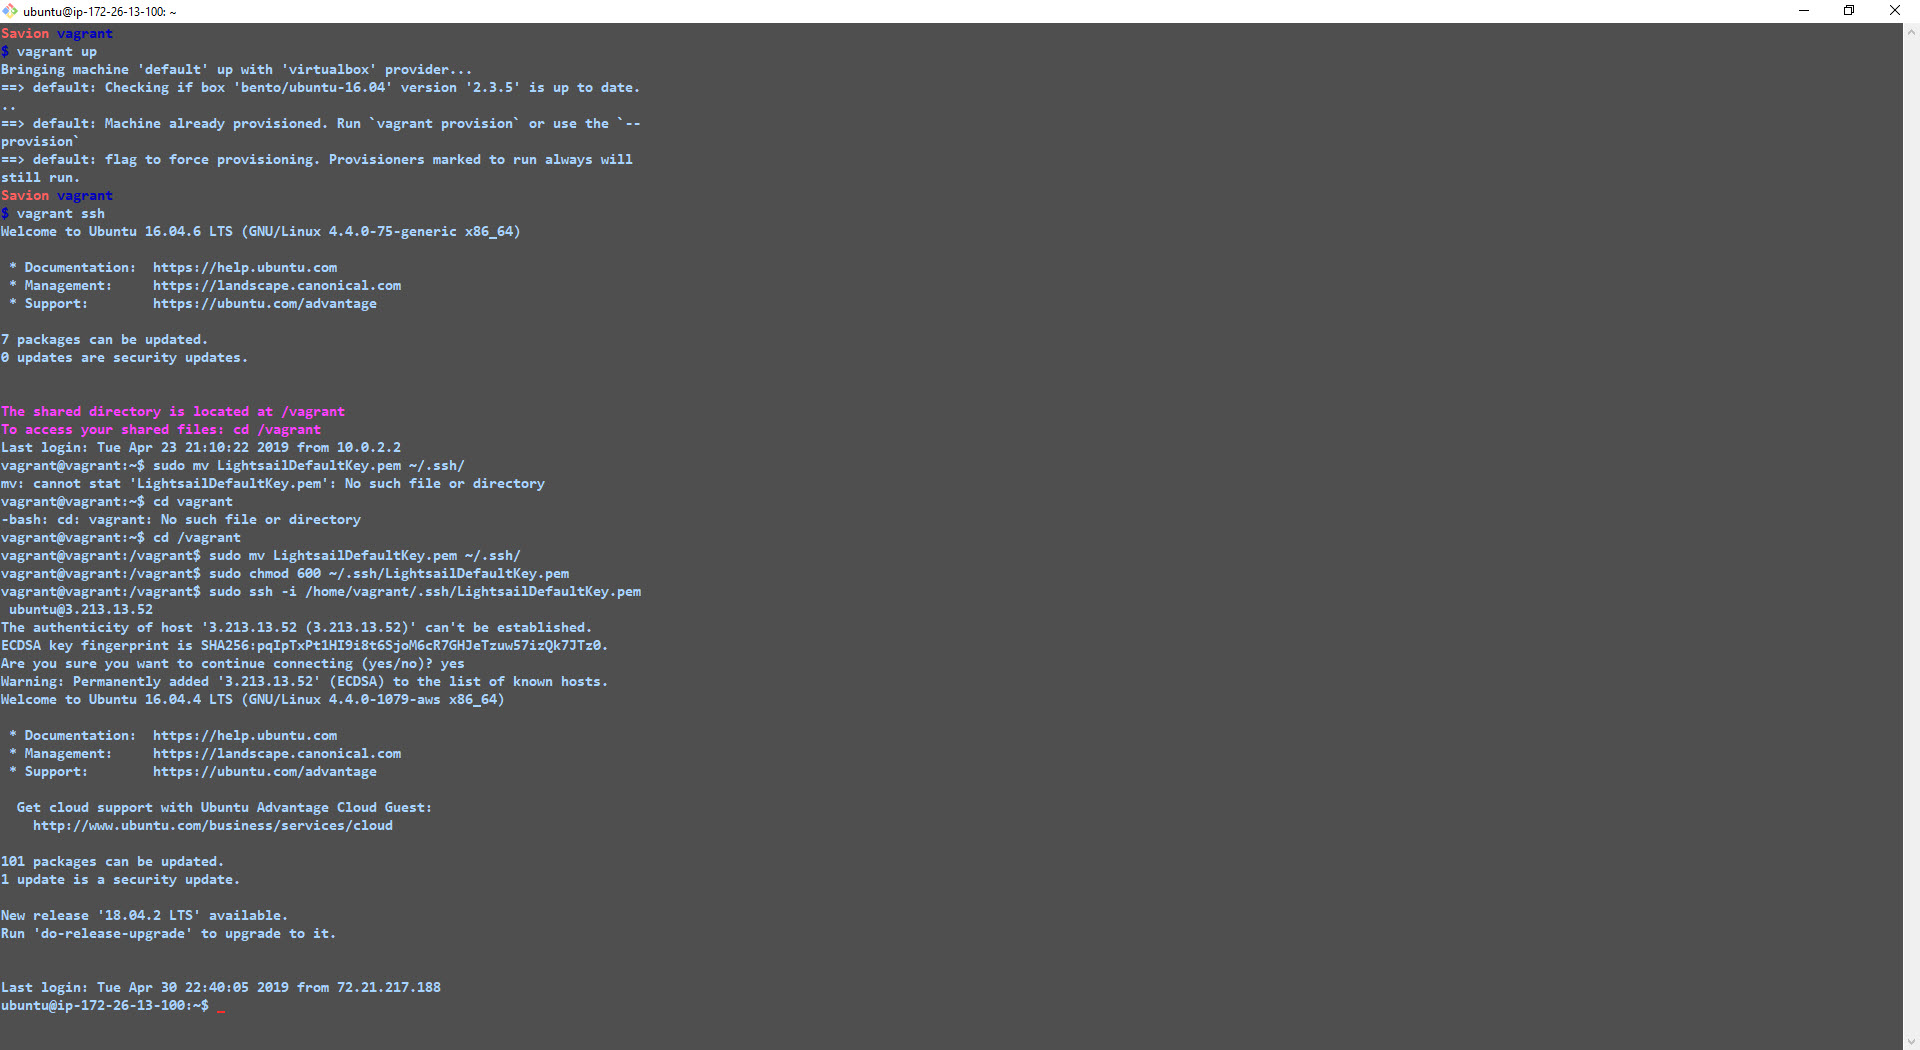 ubuntu@ip-172-26-13-100: ~
Savion vagrant
$ vagrant up
Bringing machine 'default' up with 'virtualbox' provider...
==> default: Checking if box 'bento/ubuntu-16.04' version '2.3.5' is up to date.
..
==> default: Machine already provisioned. Run `vagrant provision` or use the `--
provision`
==> default: flag to force provisioning. Provisioners marked to run always will
still run.
Savion vagrant
$ vagrant ssh
Welcome to Ubuntu 16.04.6 LTS (GNU/Linux 4.4.0-75-generic x86_64)
* Documentation:  https://help.ubuntu.com
* Management:     https://landscape.canonical.com
* Support:        https://ubuntu.com/advantage
7 packages can be updated.
0 updates are security updates.
The shared directory is located at /vagrant
To access your shared files: cd /vagrant
Last login: Tue Apr 23 21:10:22 2019 from 10.0.2.2
vagrant@vagrant:~$ sudo mv LightsailDefaultKey.pem ~/.ssh/
mv: cannot stat 'LightsailDefaultKey.pem': No such file or directory
vagrant@vagrant:~$ cd vagrant
-bash: cd: vagrant: No such file or directory
vagrant@vagrant:~$ cd /vagrant
vagrant@vagrant:/vagrant$ sudo mv LightsailDefaultKey.pem ~/.ssh/
vagrant@vagrant:/vagrant$ sudo chmod 600 ~/.ssh/LightsailDefaultKey.pem
vagrant@vagrant:/vagrant$ sudo ssh -i /home/vagrant/.ssh/LightsailDefaultKey.pem
ubuntu@3.213.13.52
The authenticity of host '3.213.13.52 (3.213.13.52)' can't be established.
ECDSA key fingerprint is SHA256:pqIpTxPt1HI9i8t6SjoM6cR7GHJeTzuw57izQk7JTz0.
Are you sure you want to continue connecting (yes/no)? yes
Warning: Permanently added '3.213.13.52' (ECDSA) to the list of known hosts.
Welcome to Ubuntu 16.04.4 LTS (GNU/Linux 4.4.0-1079-aws x86_64)
* Documentation:  https://help.ubuntu.com
* Management:     https://landscape.canonical.com
* Support:        https://ubuntu.com/advantage
Get cloud support with Ubuntu Advantage Cloud Guest:
http://www.ubuntu.com/business/services/cloud
101 packages can be updated.
1 update is a security update.
New release '18.04.2 LTS' available.
Run 'do-release-upgrade' to upgrade to it.
Last login: Tue Apr 30 22:40:05 2019 from 72.21.217.188
ubuntu@ip-172-26-13-100:~$ _